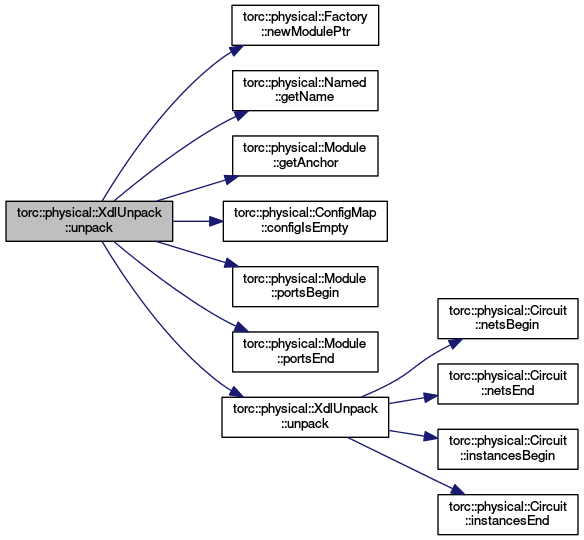 torc::physical::Factory
::newModulePtr
torc::physical::Named
::getName
torc::physical::Module
::getAnchor
torc::physical::XdlUnpack
::unpack
torc::physical::ConfigMap
::configIsEmpty
torc::physical::Module
::portsBegin
torc::physical::Module
::portsEnd
torc::physical::XdlUnpack
::unpack
torc::physical::Circuit
::netsBegin
torc::physical::Circuit
::netsEnd
torc::physical::Circuit
::instancesBegin
torc::physical::Circuit
::instancesEnd